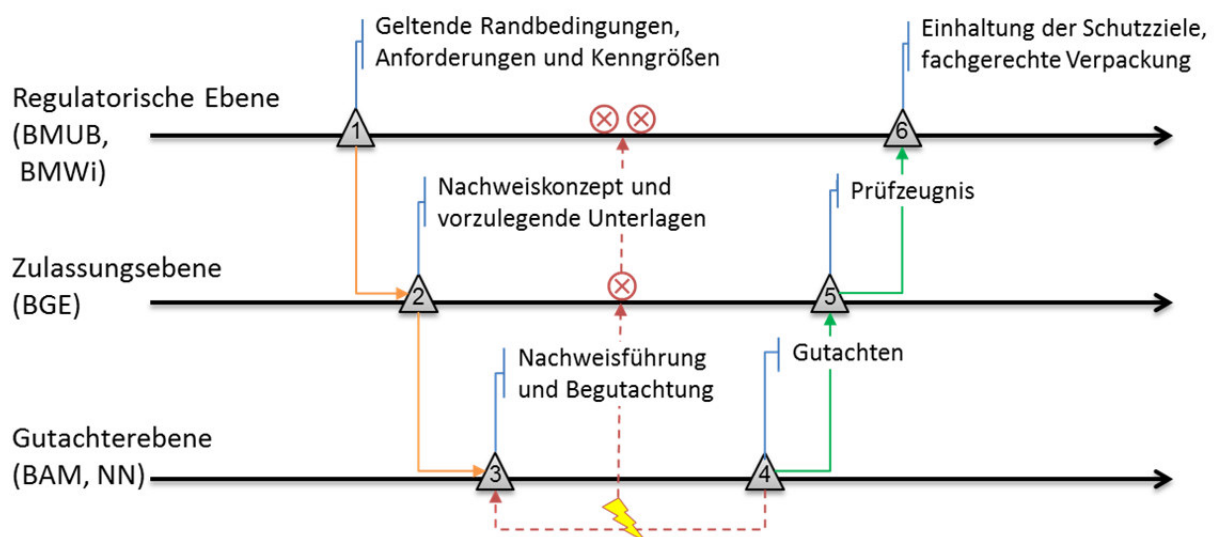 Geltende Randbedingungen,
Anforderungen und Kenngrößen
Einhaltung der Schutzziele,
fachgerechte Verpackung
Regulatorische Ebene
(BMUB,
BMWi)
1
6
Nachweiskonzept und
vorzulegende Unterlagen
Prüfzeugnis
Zulassungsebene
(BGE)
2
5
Nachweisführung
und Begutachtung
Gutachten
Gutachterebene
(BAM, NN)
3
4